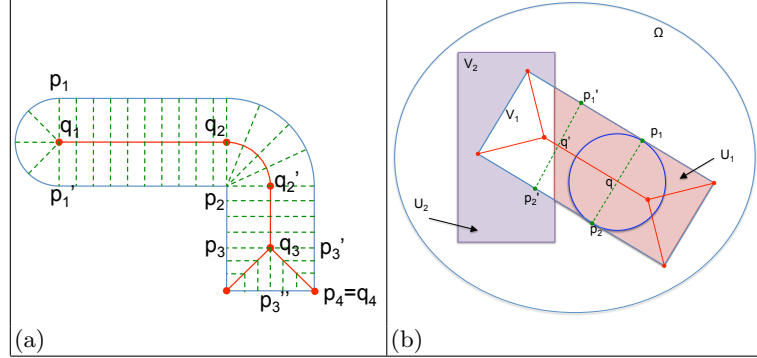 p₁
q₁
q₂
p₁'
p₂
q₂'
p₃
q₃
p₃'
p₃''
p₄=q₄
(a)
Ω
V₂
p₁'
V₁
p₁
q'
U₁
q
p₂'
U₂
p₂
(b)